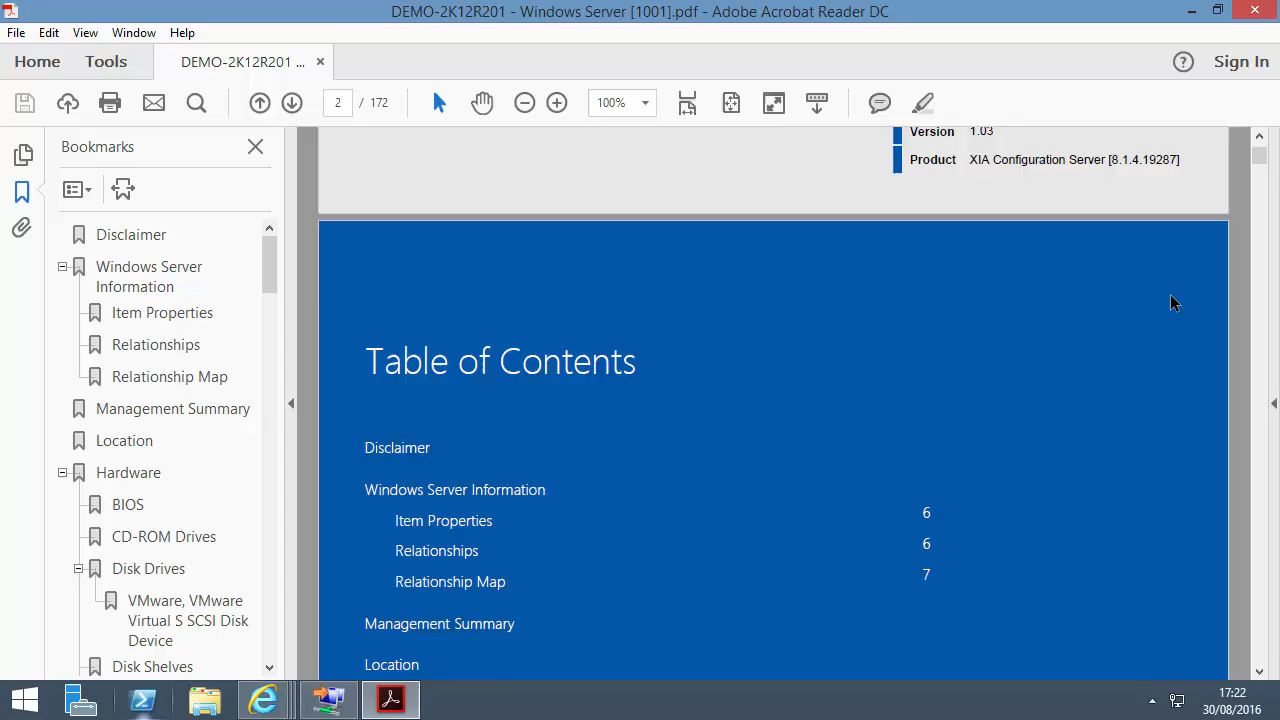 DEMO-2K12R201 - Windows Server [1001].pdf - Adobe Acrobat Reader DC
File Edit View Window Help
Home Tools DEMO-2K12R201 ... Sign In
2 / 172 100%
Bookmarks
Disclaimer
Windows Server
Information
Item Properties
Relationships
Relationship Map
Management Summary
Location
Hardware
BIOS
CD-ROM Drives
Disk Drives
VMware, VMware
Virtual S SCSI Disk
Device
Disk Shelves
Version 1.03
Product XIA Configuration Server [8.1.4.19287]
Table of Contents
Disclaimer
Windows Server Information
Item Properties 6
Relationships 6
Relationship Map 7
Management Summary
Location
17:22
30/08/2016